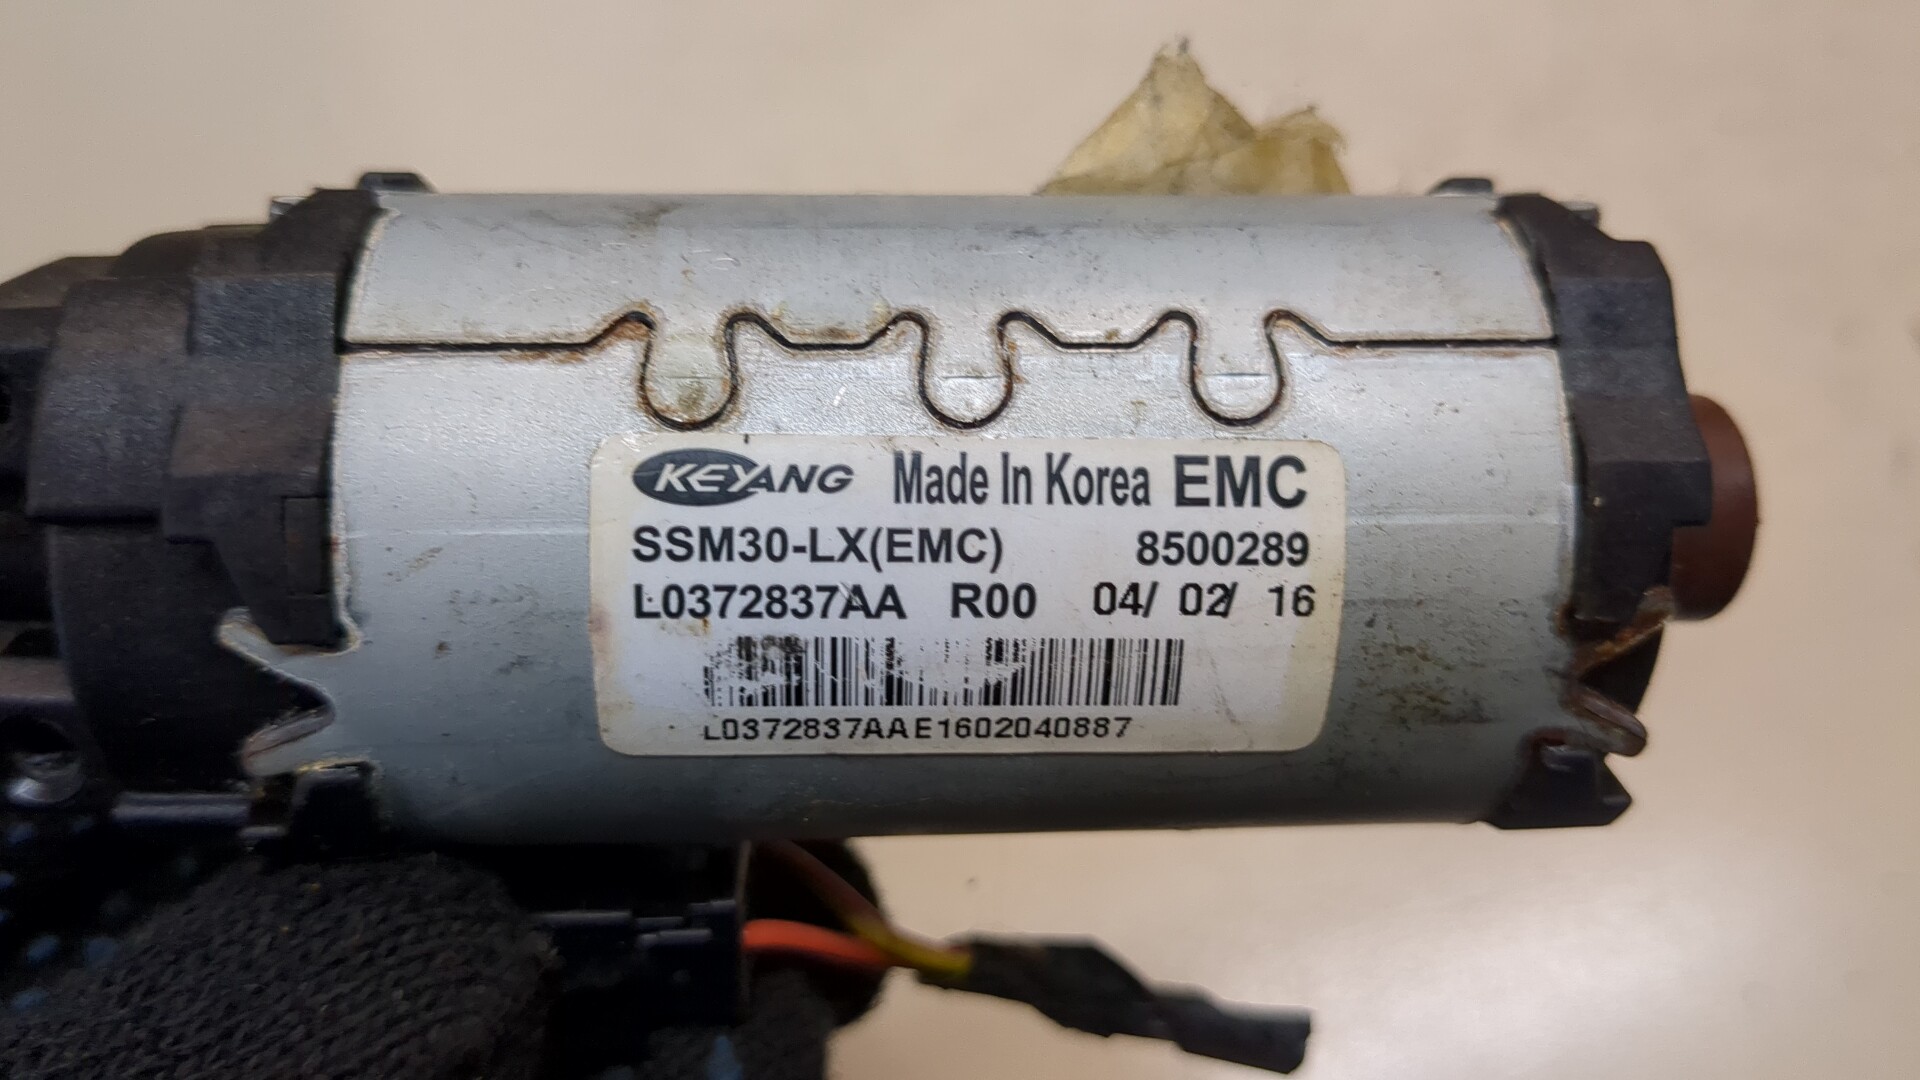 KEYANG Made In Korea EMC
SSM30-LX(EMC) 8500289
L0372837AA R00 04/ 02/ 16
L0372837AAE1602040887